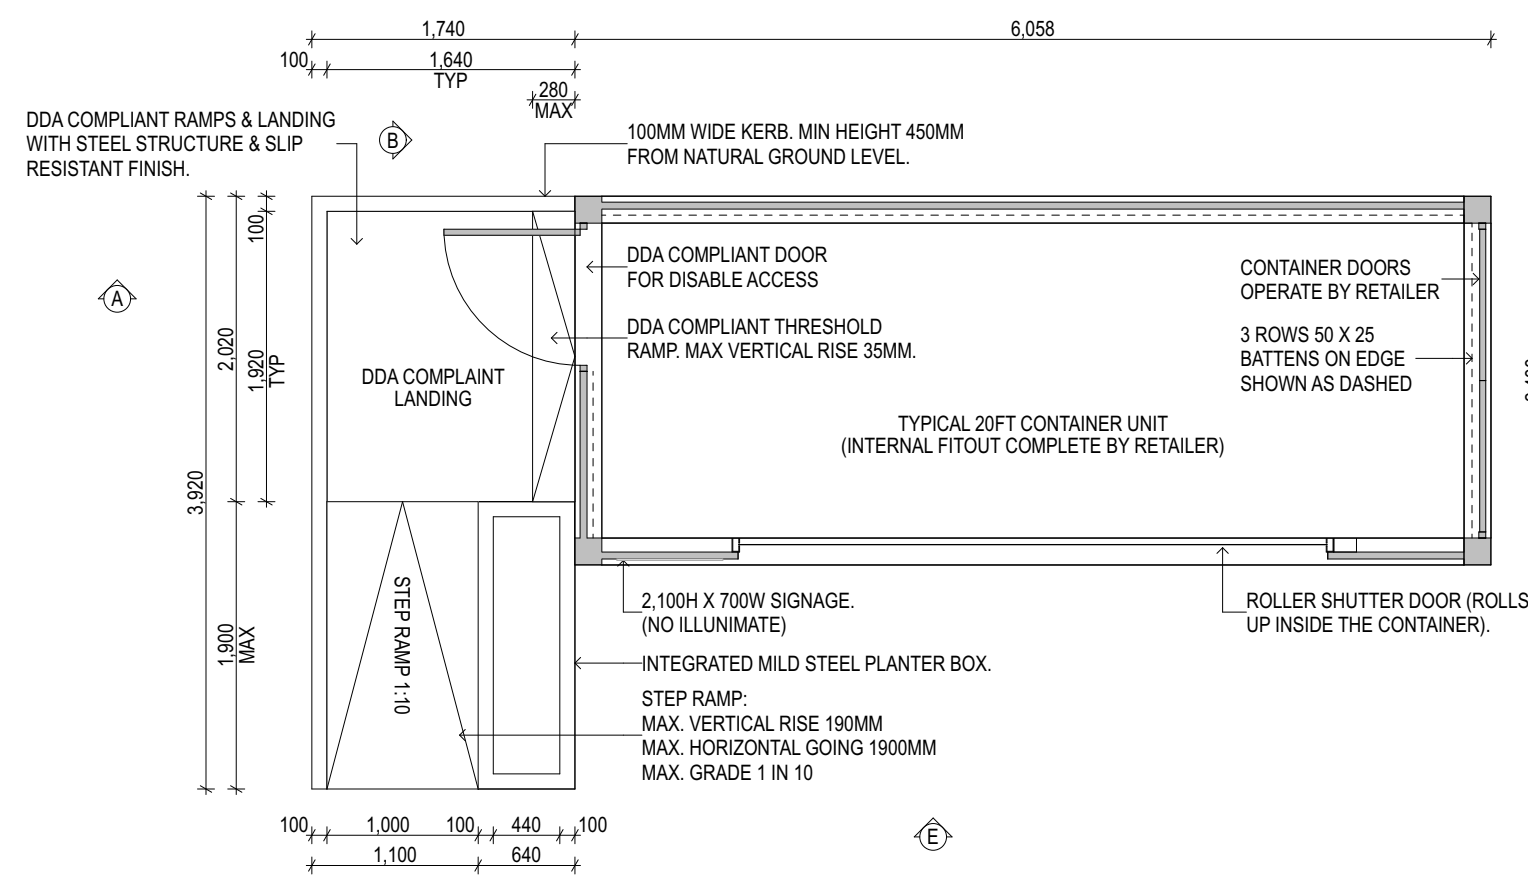 1,740
6,058
100
1,640
TYP
280
MAX
DDA COMPLIANT RAMPS & LANDING
WITH STEEL STRUCTURE & SLIP
RESISTANT FINISH.
B
100MM WIDE KERB. MIN HEIGHT 450MM
FROM NATURAL GROUND LEVEL.
A
3,920
2,020
1,900
MAX
100
1,920
TYP
DDA COMPLIANT DOOR
FOR DISABLE ACCESS
DDA COMPLIANT THRESHOLD
RAMP. MAX VERTICAL RISE 35MM.
DDA COMPLAINT
LANDING
CONTAINER DOORS
OPERATE BY RETAILER
3 ROWS 50 X 25
BATTENS ON EDGE
SHOWN AS DASHED
TYPICAL 20FT CONTAINER UNIT
(INTERNAL FITOUT COMPLETE BY RETAILER)
STEP RAMP 1:10
2,100H X 700W SIGNAGE.
(NO ILLUNIMATE)
ROLLER SHUTTER DOOR (ROLLS
UP INSIDE THE CONTAINER).
INTEGRATED MILD STEEL PLANTER BOX.
STEP RAMP:
MAX. VERTICAL RISE 190MM
MAX. HORIZONTAL GOING 1900MM
MAX. GRADE 1 IN 10
100
1,000
100
440
100
1,100
640
E